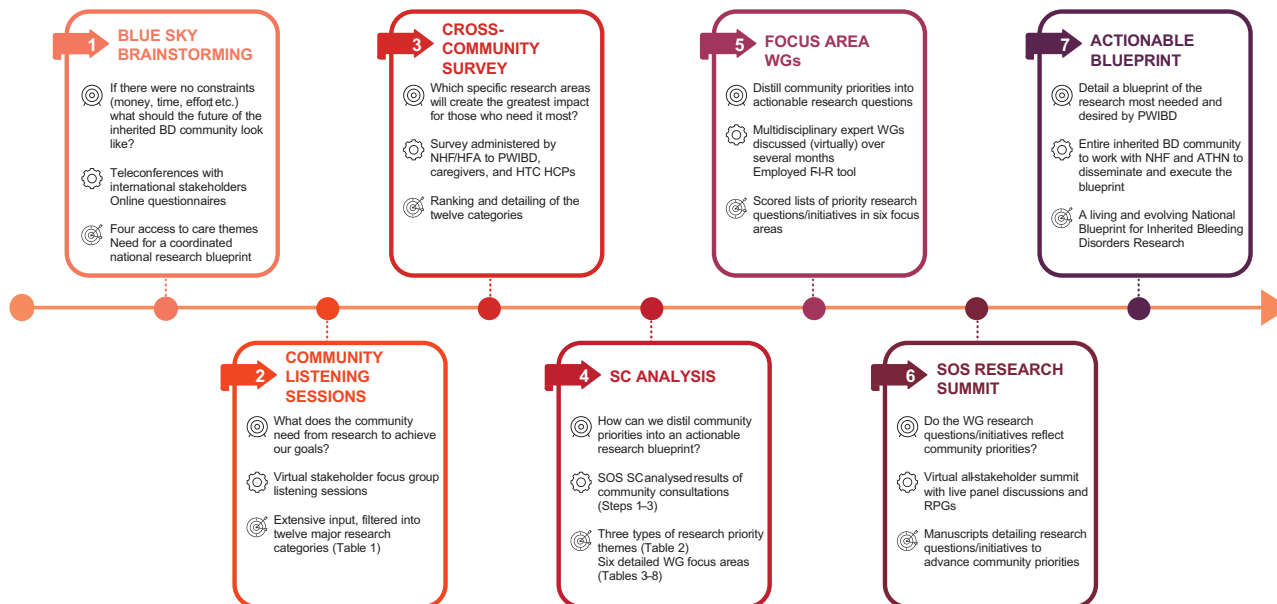 1
BLUE SKY
BRAINSTORMING
If there were no constraints
(money, time, effort, etc.)
what should the future of the
inherited BD community look
like?
Teleconferences with
international stakeholders
Online questionnaires
Four access to care themes
Need for a coordinated
national research blueprint
2
COMMUNITY
LISTENING
SESSIONS
What does the community
need from research to achieve
our goals?
Virtual stakeholder focus group
listening sessions
Extensive input, filtered into
twelve major research
categories (Table 1)
3
CROSS-
COMMUNITY
SURVEY
Which specific research areas
will create the greatest impact
for those who need it most?
Survey administered by
NHF/HFA to PWIBD,
caregivers, and HTC HCPs
Ranking and detailing of the
twelve categories
4
SC ANALYSIS
How can we distil community
priorities into an actionable
research blueprint?
SOS SC analysed results of
community consultations
(Steps 1–3)
Three types of research priority
themes (Table 2)
Six detailed WG focus areas
(Tables 3–8)
5
FOCUS AREA
WGs
Distill community priorities into
actionable research questions
Multidisciplinary expert WGs
discussed (virtually) over
several months
Employed FI-R tool
Scored lists of priority research
questions/initiatives in six focus
areas
6
SOS RESEARCH
SUMMIT
Do the WG research
questions/initiatives reflect
community priorities?
Virtual all-stakeholder summit
with live panel discussions and
RPGs
Manuscripts detailing research
questions/initiatives to
advance community priorities
7
ACTIONABLE
BLUEPRINT
Detail a blueprint of the
research most needed and
desired by PWIBD
Entire inherited BD community
to work with NHF and ATHN to
disseminate and execute the
blueprint
A living and evolving National
Blueprint for Inherited Bleeding
Disorders Research